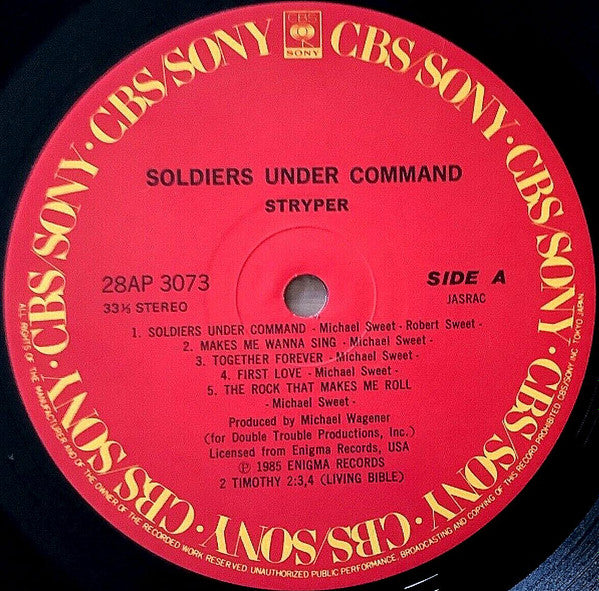 CBS
SONY
CBS/SONY · CBS/SONY · CBS/SONY · CBS/SONY · CBS/SONY · CBS/SONY · CBS/SONY · CBS/SONY
SOLDIERS UNDER COMMAND
STRYPER
28AP 3073
33⅓ STEREO
SIDE A
JASRAC
1. SOLDIERS UNDER COMMAND - Michael Sweet - Robert Sweet -
2. MAKES ME WANNA SING - Michael Sweet -
3. TOGETHER FOREVER - Michael Sweet -
4. FIRST LOVE - Michael Sweet -
5. THE ROCK THAT MAKES ME ROLL
- Michael Sweet -
Produced by Michael Wagener
(for Double Trouble Productions, Inc.)
Licensed from Enigma Records, USA
Ⓟ 1985 ENIGMA RECORDS
2 TIMOTHY 2:3,4 (LIVING BIBLE)
ALL RIGHTS OF THE MANUFACTURER AND OF THE OWNER OF THE RECORDED WORK RESERVED. UNAUTHORIZED PUBLIC PERFORMANCE, BROADCASTING AND COPYING OF THIS RECORD PROHIBITED. CBS/SONY INC. TOKYO JAPAN.